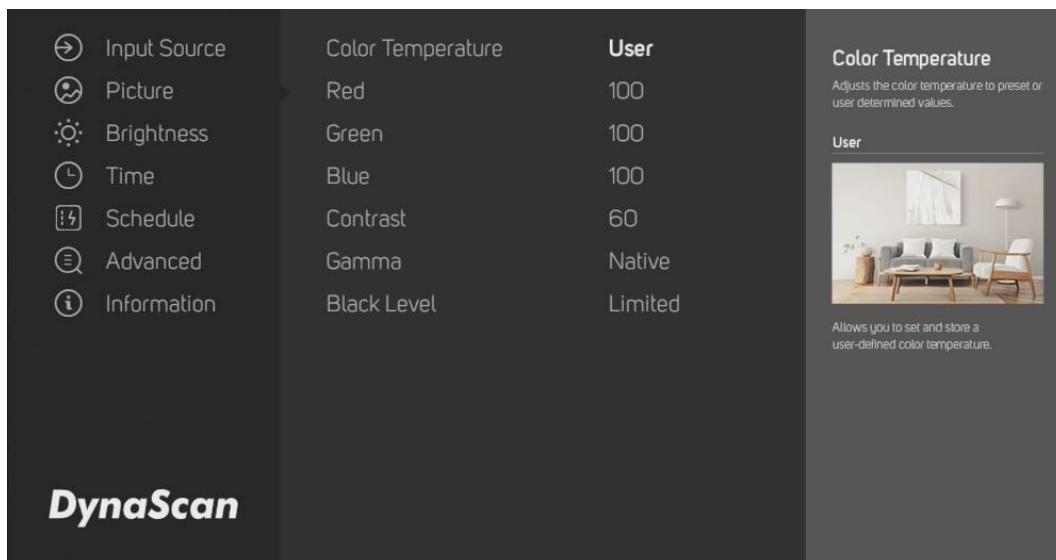 Input Source
Picture
Brightness
Time
Schedule
Advanced
Information
DynaScan
Color Temperature User
Red 100
Green 100
Blue 100
Contrast 60
Gamma Native
Black Level Limited
Color Temperature
Adjusts the color temperature to preset or
user determined values.
User
Allows you to set and store a
user-defined color temperature.